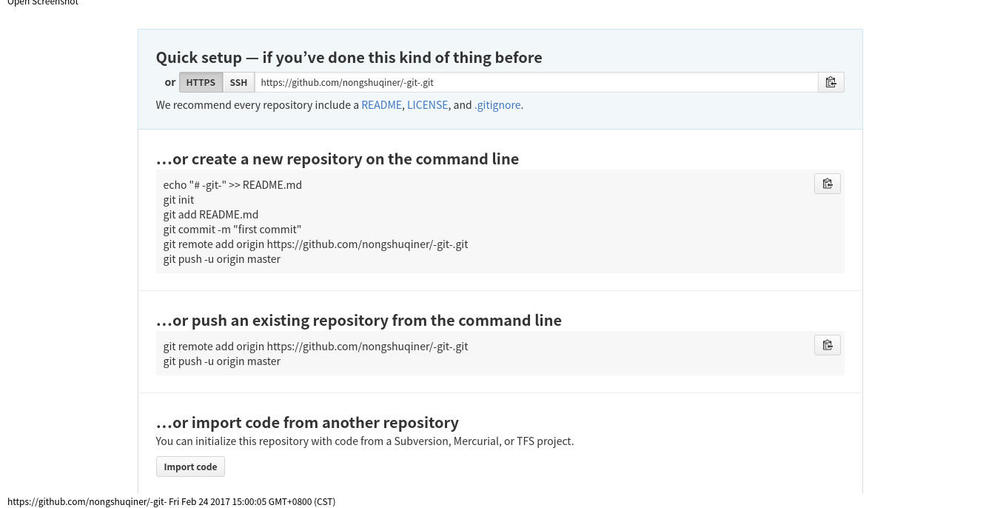 Open Screenshot
Quick setup — if you’ve done this kind of thing before
or HTTPS SSH https://github.com/nongshuqiner/-git-.git
We recommend every repository include a README, LICENSE, and .gitignore.
…or create a new repository on the command line
echo "# -git-" >> README.md
git init
git add README.md
git commit -m "first commit"
git remote add origin https://github.com/nongshuqiner/-git-.git
git push -u origin master
…or push an existing repository from the command line
git remote add origin https://github.com/nongshuqiner/-git-.git
git push -u origin master
…or import code from another repository
You can initialize this repository with code from a Subversion, Mercurial, or TFS project.
Import code
https://github.com/nongshuqiner/-git- Fri Feb 24 2017 15:00:05 GMT+0800 (CST)